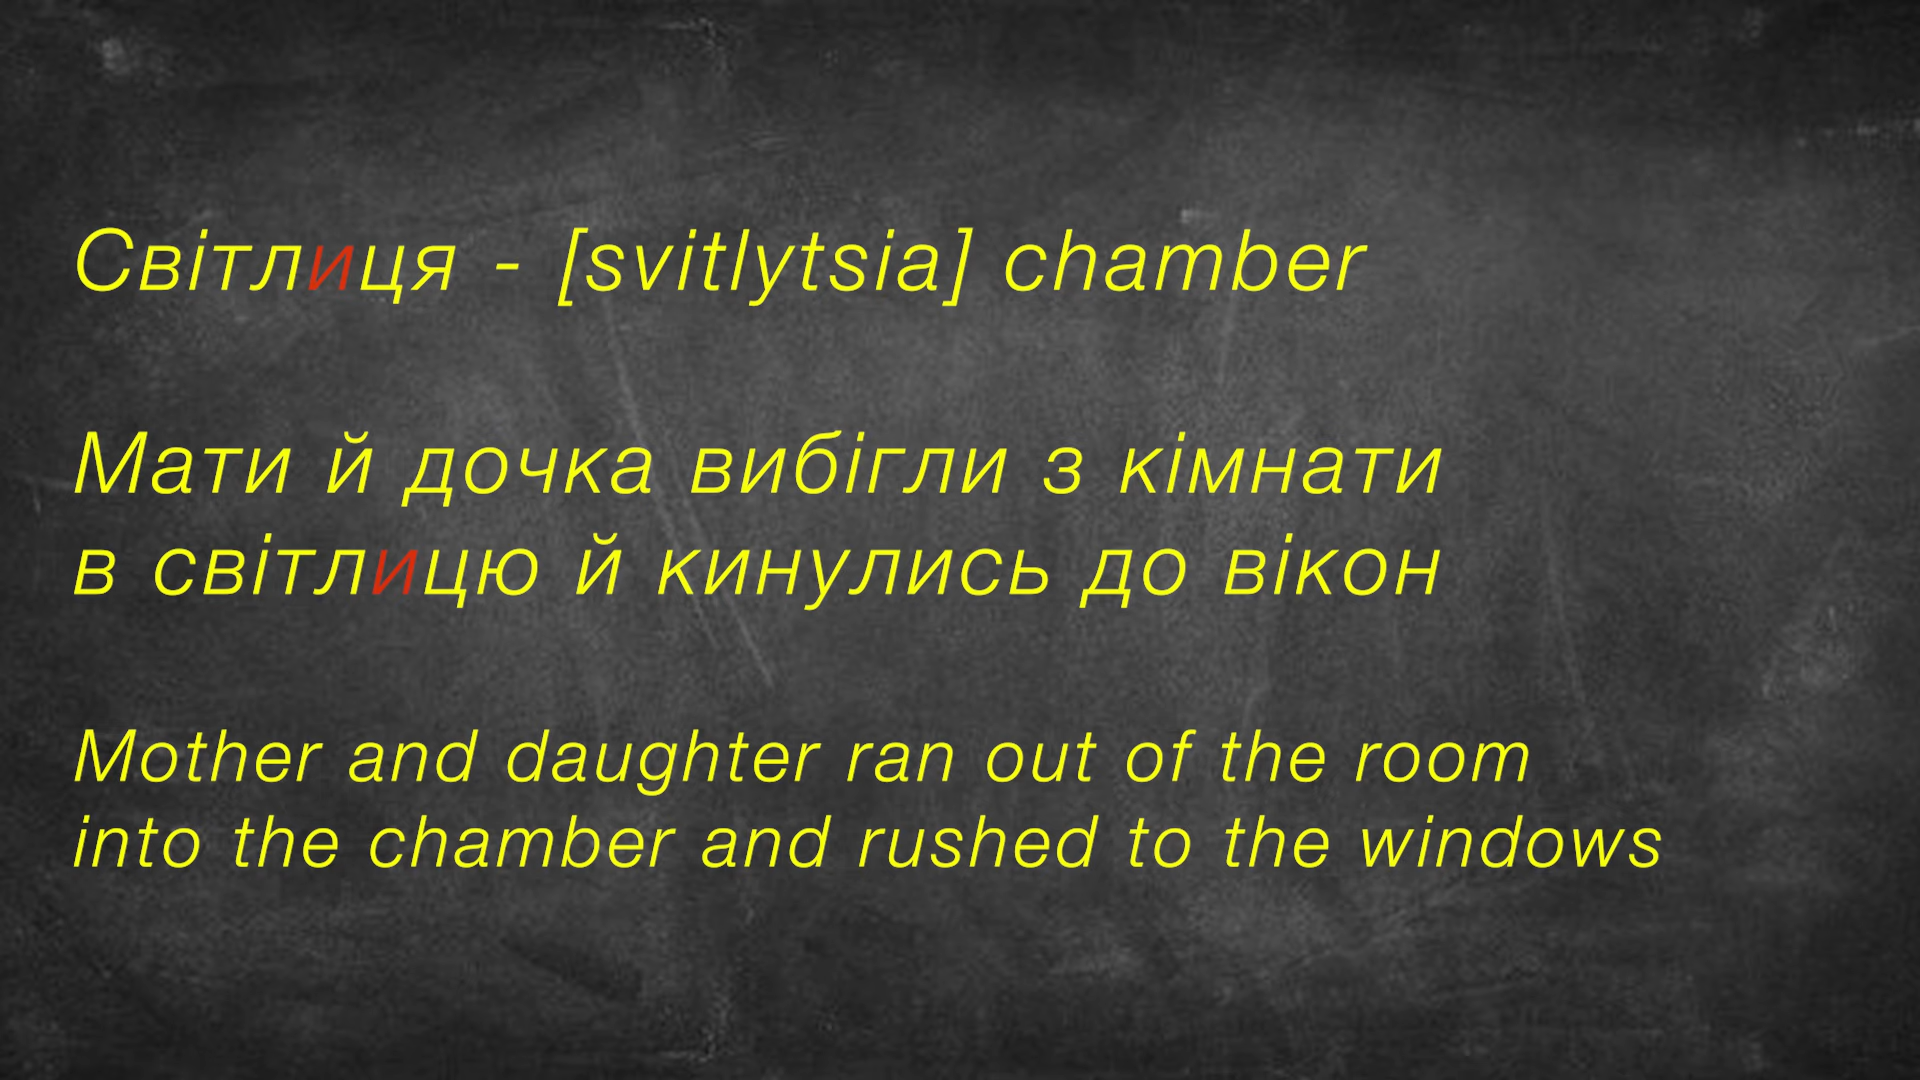 Світлиця - [svitlytsia] chamber
Мати й дочка вибігли з кімнати
в світлицю й кинулись до вікон
Mother and daughter ran out of the room
into the chamber and rushed to the windows